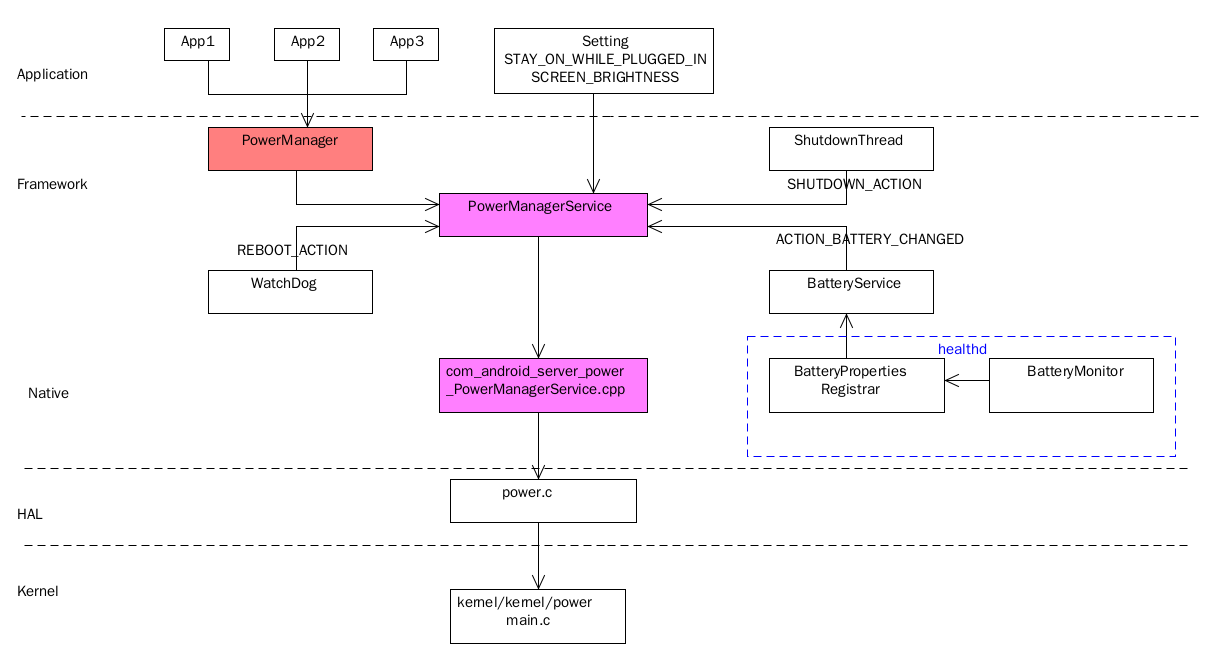 App1
App2
App3
Setting
STAY_ON_WHILE_PLUGGED_IN
SCREEN_BRIGHTNESS
Application
PowerManager
ShutdownThread
Framework
SHUTDOWN_ACTION
PowerManagerService
REBOOT_ACTION
ACTION_BATTERY_CHANGED
WatchDog
BatteryService
healthd
com_android_server_power
_PowerManagerService.cpp
BatteryProperties
Registrar
BatteryMonitor
Native
power.c
HAL
Kernel
kernel/kernel/power
main.c